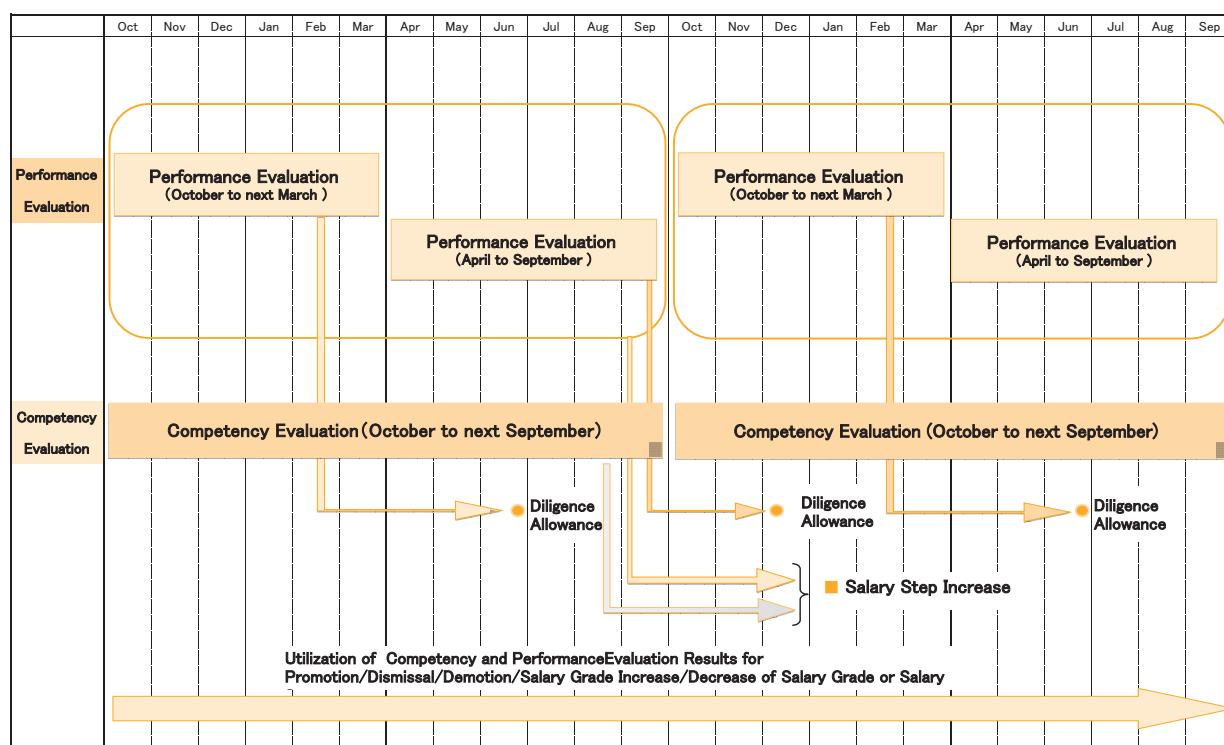 Oct Nov Dec Jan Feb Mar Apr May Jun Jul Aug Sep Oct Nov Dec Jan Feb Mar Apr May Jun Jul Aug Sep
Performance
Evaluation
Performance Evaluation
(October to next March )
Performance Evaluation
(April to September )
Performance Evaluation
(October to next March )
Performance Evaluation
(April to September )
Competency
Evaluation
Competency Evaluation(October to next September)
Competency Evaluation (October to next September)
Diligence
Allowance
Diligence
Allowance
Diligence
Allowance
Salary Step Increase
Utilization of Competency and PerformanceEvaluation Results for
Promotion/Dismissal/Demotion/Salary Grade Increase/Decrease of Salary Grade or Salary